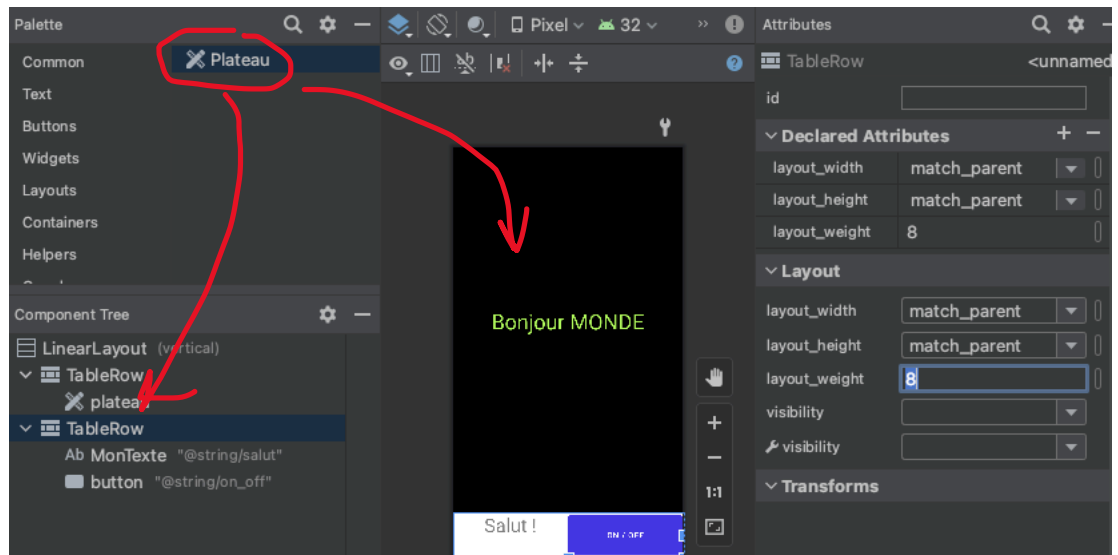 Palette
Common
Text
Buttons
Widgets
Layouts
Containers
Helpers
Plateau
Component Tree
LinearLayout (vertical)
TableRow
plateau
TableRow
Ab MonTexte "@string/salut"
button "@string/on_off"
Pixel 32 >>
Bonjour MONDE
Salut !
ON / OFF
1:1
Attributes
TableRow <unnamed
id
Declared Attributes
layout_width match_parent
layout_height match_parent
layout_weight 8
Layout
layout_width match_parent
layout_height match_parent
layout_weight 8
visibility
visibility
Transforms